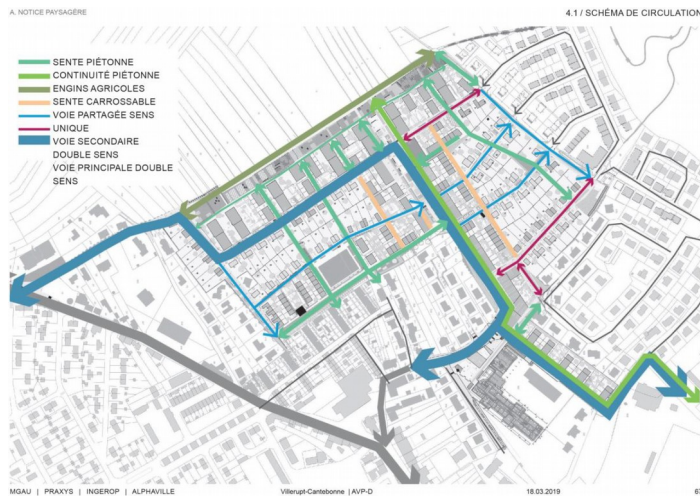 A. NOTICE PAYSAGÈRE
4.1 / SCHÉMA DE CIRCULATION
SENTE PIÉTONNE
CONTINUITÉ PIÉTONNE
ENGINS AGRICOLES
SENTE CARROSSABLE
VOIE PARTAGÉE SENS
UNIQUE
VOIE SECONDAIRE
DOUBLE SENS
VOIE PRINCIPALE DOUBLE
SENS
MGAU | PRAXYS | INGEROP | ALPHAVILLE
Villerupt-Cantebonne | AVP-D
18.03.2019